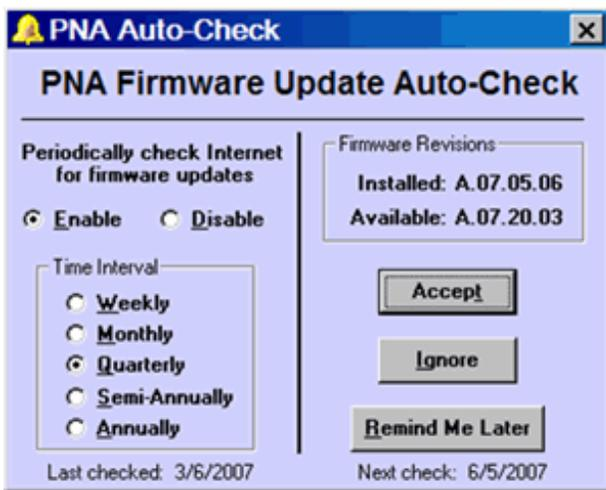 PNA Auto-Check
PNA Firmware Update Auto-Check
Periodically check Internet
for firmware updates
Enable Disable
Time Interval
Weekly
Monthly
Quarterly
Semi-Annually
Annually
Last checked: 3/6/2007
Firmware Revisions
Installed: A.07.05.06
Available: A.07.20.03
Accept
Ignore
Remind Me Later
Next check: 6/5/2007